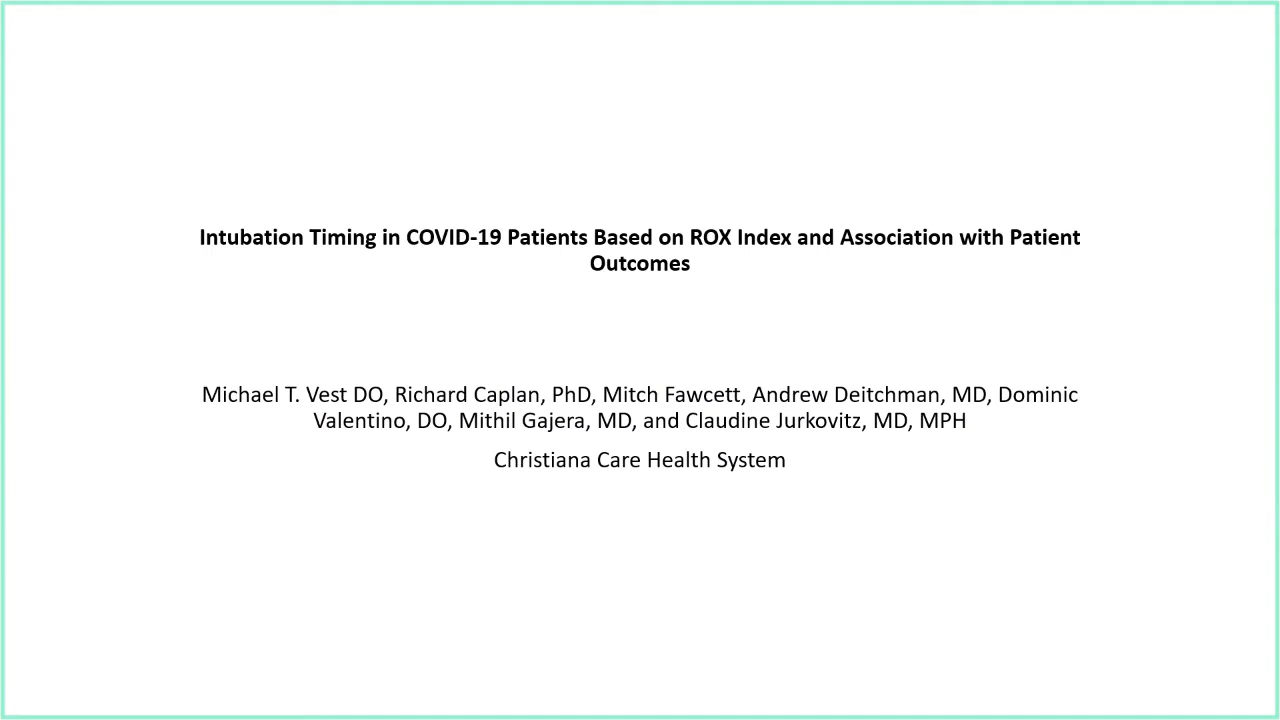 Intubation Timing in COVID-19 Patients Based on ROX Index and Association with Patient
Outcomes
Michael T. Vest DO, Richard Caplan, PhD, Mitch Fawcett, Andrew Deitchman, MD, Dominic
Valentino, DO, Mithil Gajera, MD, and Claudine Jurkovitz, MD, MPH
Christiana Care Health System